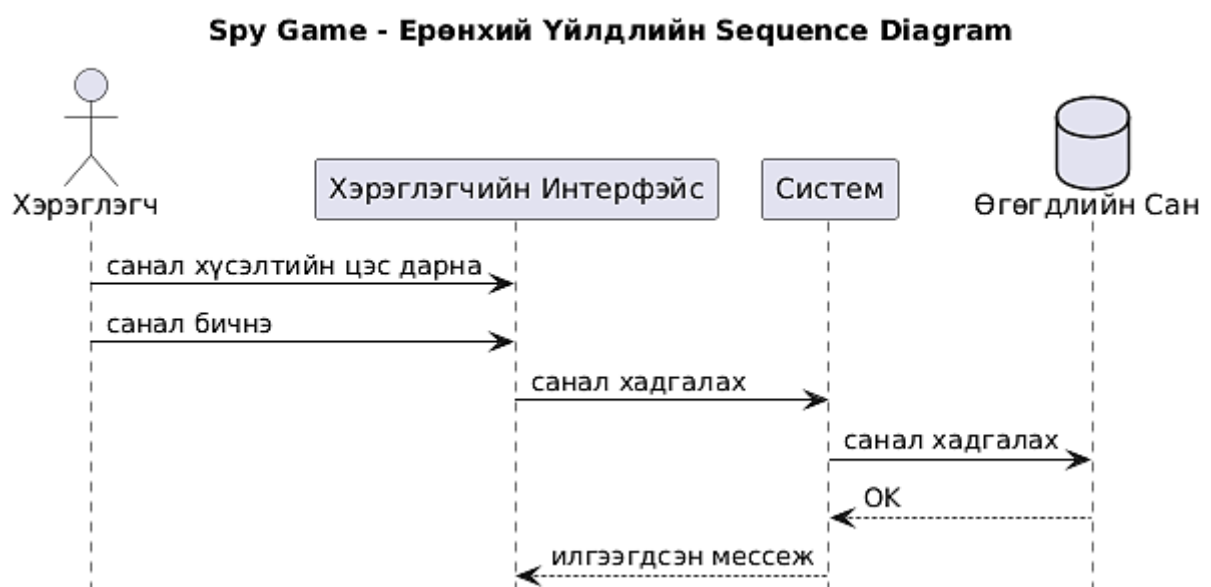 Spy Game - Ерөнхий Үйлдлийн Sequence Diagram
Хэрэглэгч
Хэрэглэгчийн Интерфэйс
Систем
Өгөгдлийн Сан
санал хүсэлтийн цэс дарна
санал бичнэ
санал хадгалах
санал хадгалах
OK
илгээгдсэн мессеж